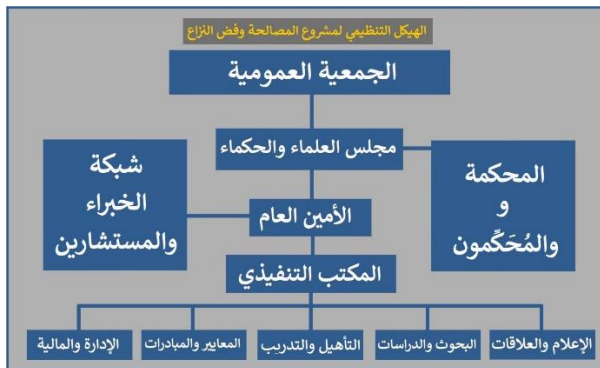 الهيكل التنظيمي لمشروع المصالحة وفض النزاع
الجمعية العمومية
مجلس العلماء والحكماء
المحكمة
و
والمُحَكِّمون
شبكة
الخبراء
والمستشارين
الأمين العام
المكتب التنفيذي
الإعلام والعلاقات
البحوث والدراسات
التأهيل والتدريب
المعايير والمبادرات
الإدارة والمالية